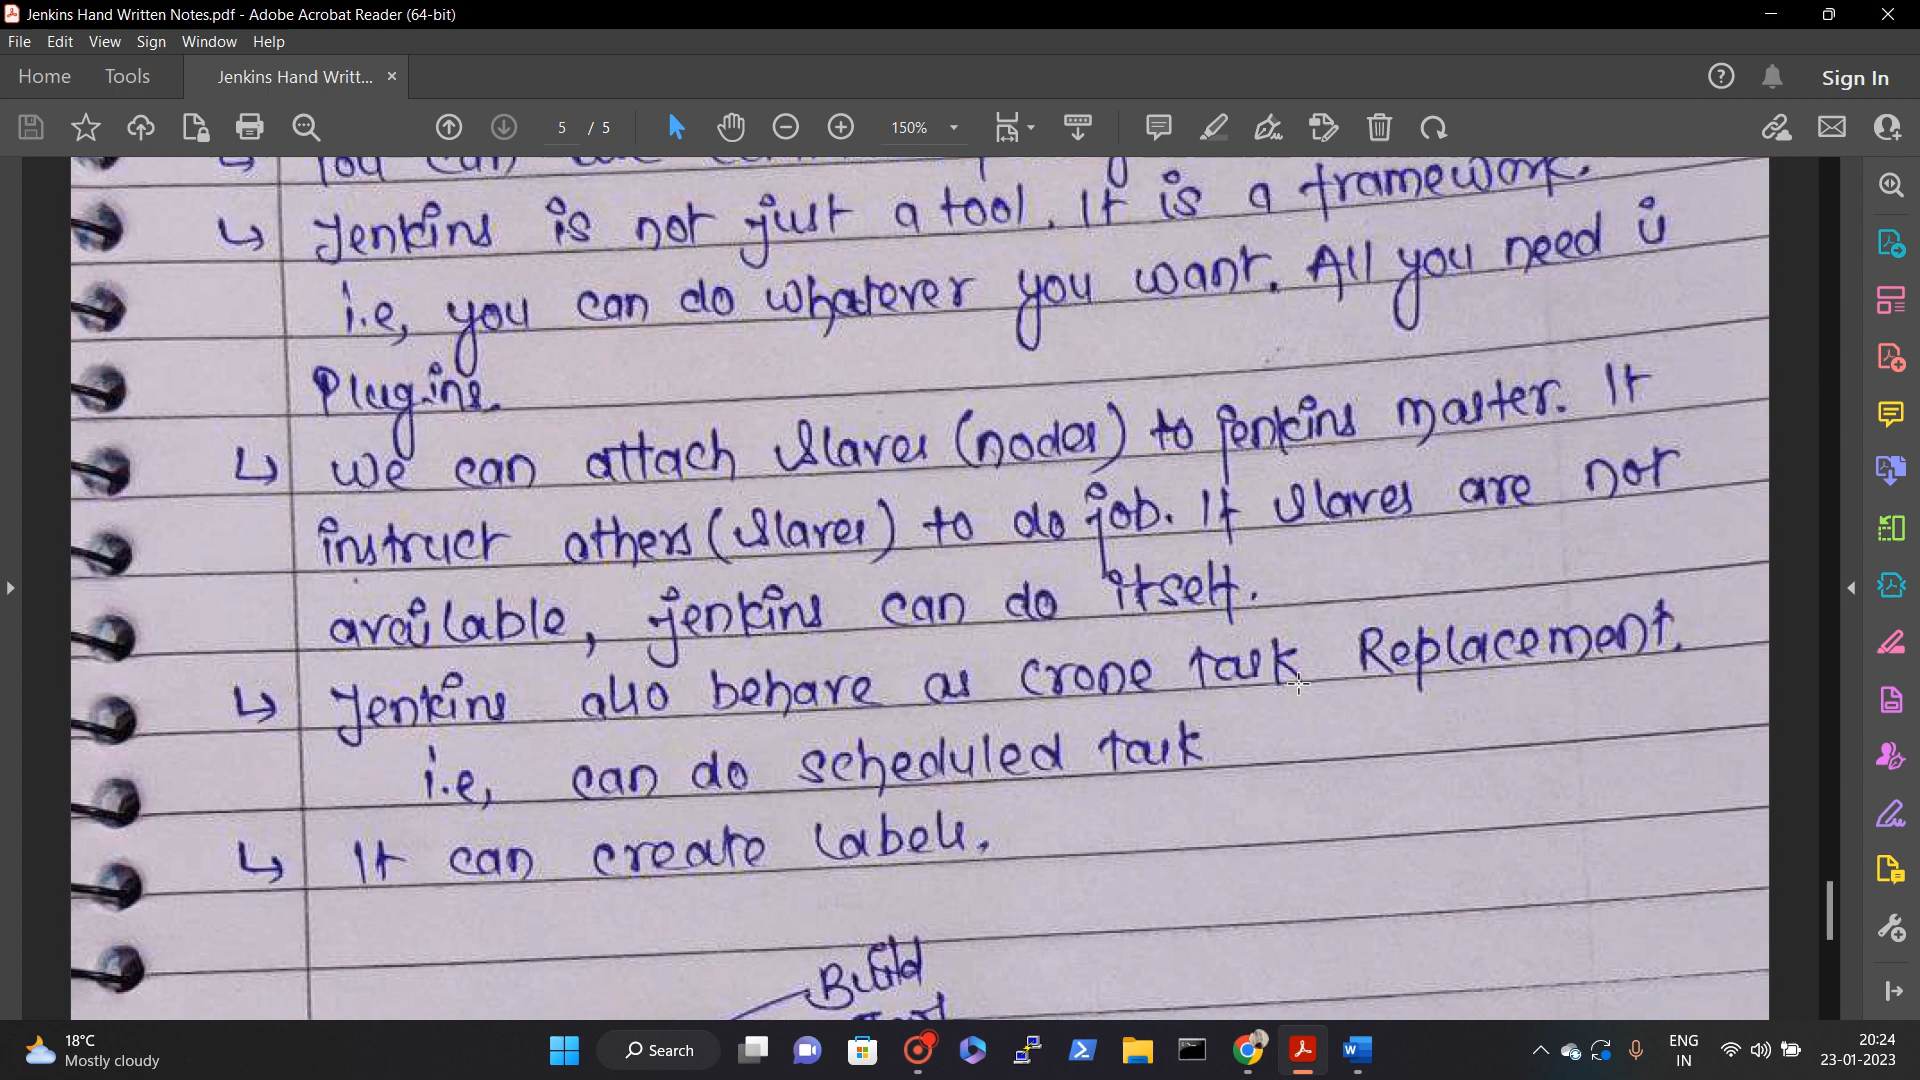 Jenkins Hand Written Notes.pdf - Adobe Acrobat Reader (64-bit)
File Edit View Sign Window Help
Home Tools Jenkins Hand Writt... × Sign In
5 / 5 150%
You can
Jenkins is not just a tool. It is a framework.
i.e, you can do whatever you want. All you need is
Plugins.
we can attach slaves (nodes) to jenkins master. It
instruct others (slaves) to do job. If slaves are not
available, jenkins can do itself.
Jenkins also behave as crone task Replacement.
i.e, can do scheduled task
It can create labels.
Build
18°C
Mostly cloudy
Search
ENG
IN
20:24
23-01-2023